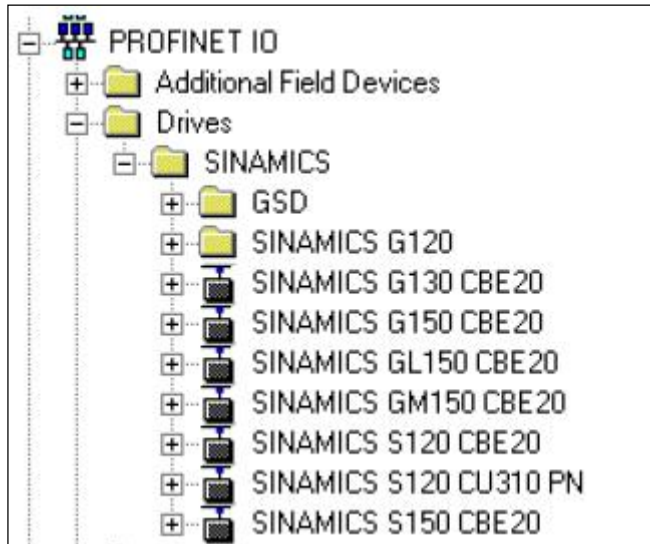 PROFINET IO
Additional Field Devices
Drives
SINAMICS
GSD
SINAMICS G120
SINAMICS G130 CBE20
SINAMICS G150 CBE20
SINAMICS GL150 CBE20
SINAMICS GM150 CBE20
SINAMICS S120 CBE20
SINAMICS S120 CU310 PN
SINAMICS S150 CBE20